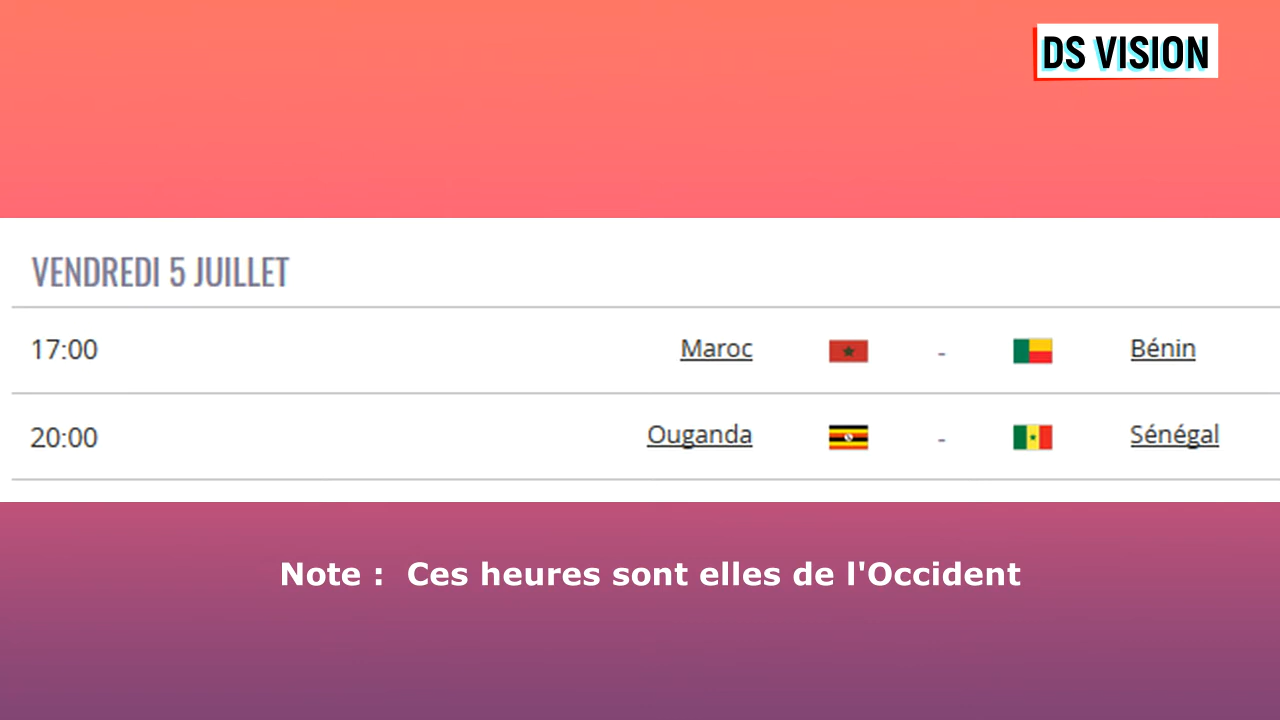 DS VISION
VENDREDI 5 JUILLET
17:00 Maroc - Bénin
20:00 Ouganda - Sénégal
Note : Ces heures sont elles de l'Occident